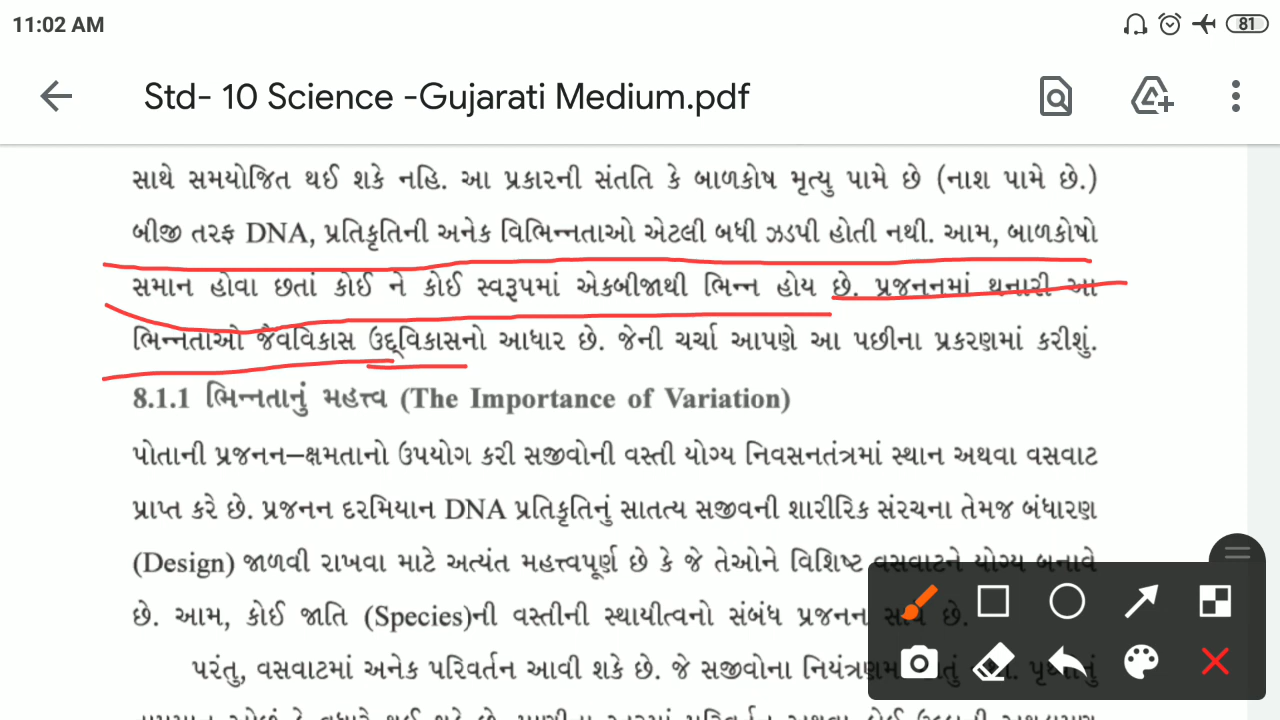 11:02 AM
81
Std- 10 Science -Gujarati Medium.pdf
સાથે સમયોજિત થઈ શકે નહિ. આ પ્રકારની સંતતિ કે બાળકોષ મૃત્યુ પામે છે (નાશ પામે છે.)
બીજી તરફ DNA, પ્રતિકૃતિની અનેક વિભિન્નતાઓ એટલી બધી ઝડપી હોતી નથી. આમ, બાળકોષો
સમાન હોવા છતાં કોઈ ને કોઈ સ્વરૂપમાં એકબીજાથી ભિન્ન હોય છે. પ્રજનનમાં થનારી આ
ભિન્નતાઓ જૈવવિકાસ ઉદ્દ્વિકાસનો આધાર છે. જેની ચર્ચા આપણે આ પછીના પ્રકરણમાં કરીશું.
8.1.1 ભિન્નતાનું મહત્ત્વ (The Importance of Variation)
પોતાની પ્રજનન–ક્ષમતાનો ઉપયોગ કરી સજીવોની વસ્તી યોગ્ય નિવસનતંત્રમાં સ્થાન અથવા વસવાટ
પ્રાપ્ત કરે છે. પ્રજનન દરમિયાન DNA પ્રતિકૃતિનું સાતત્ય સજીવની શારીરિક સંરચના તેમજ બંધારણ
(Design) જાળવી રાખવા માટે અત્યંત મહત્ત્વપૂર્ણ છે કે જે તેઓને વિશિષ્ટ વસવાટને યોગ્ય બનાવે
છે. આમ, કોઈ જાતિ (Species)ની વસ્તીની સ્થાયીત્વનો સંબંધ પ્રજનન સાથે છે.
પરંતુ, વસવાટમાં અનેક પરિવર્તન આવી શકે છે. જે સજીવોના